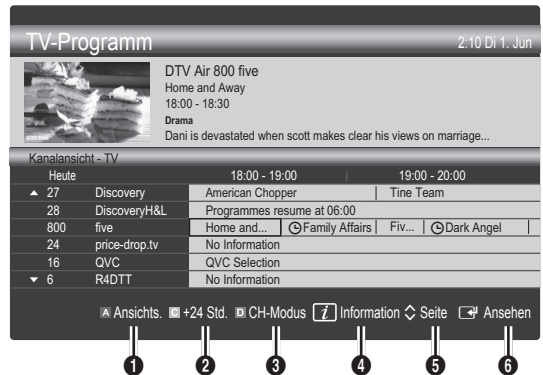 TV-Programm 2:10 Di 1. Jun
DTV Air 800 five
Home and Away
18:00 - 18:30
Drama
Dani is devastated when scott makes clear his views on marriage...
800 five
Kanalansicht - TV
Heute 18:00 - 19:00 19:00 - 20:00
▲ 27 Discovery American Chopper Tine Team
28 DiscoveryH&L Programmes resume at 06:00
800 five Home and... Family Affairs Fiv... Dark Angel
24 price-drop.tv No Information
16 QVC QVC Selection
▼ 6 R4DTT No Information
A Ansichts. C +24 Std. D CH-Modus i Information Seite Ansehen
1 2 3 4 5 6